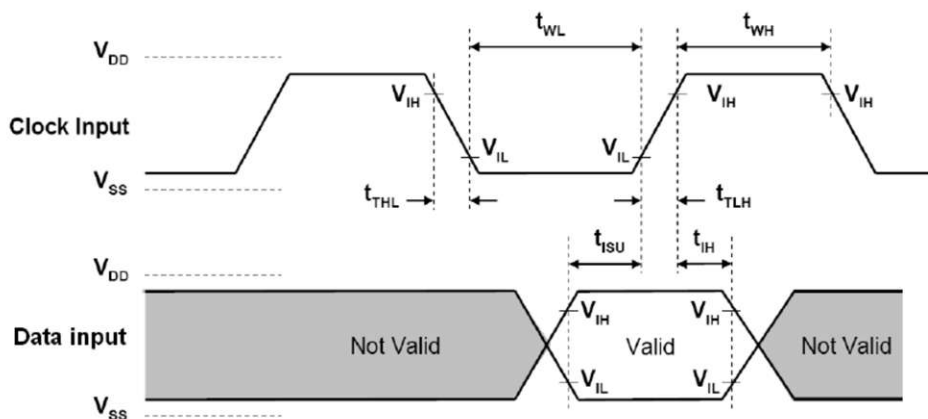 t_WL
t_WH
V_DD
V_IH
V_IH
V_IH
Clock Input
V_IL
V_IL
V_SS
t_THL
t_TLH
t_ISU
t_IH
V_DD
V_IH
V_IH
Data input
Not Valid
Valid
Not Valid
V_IL
V_IL
V_SS